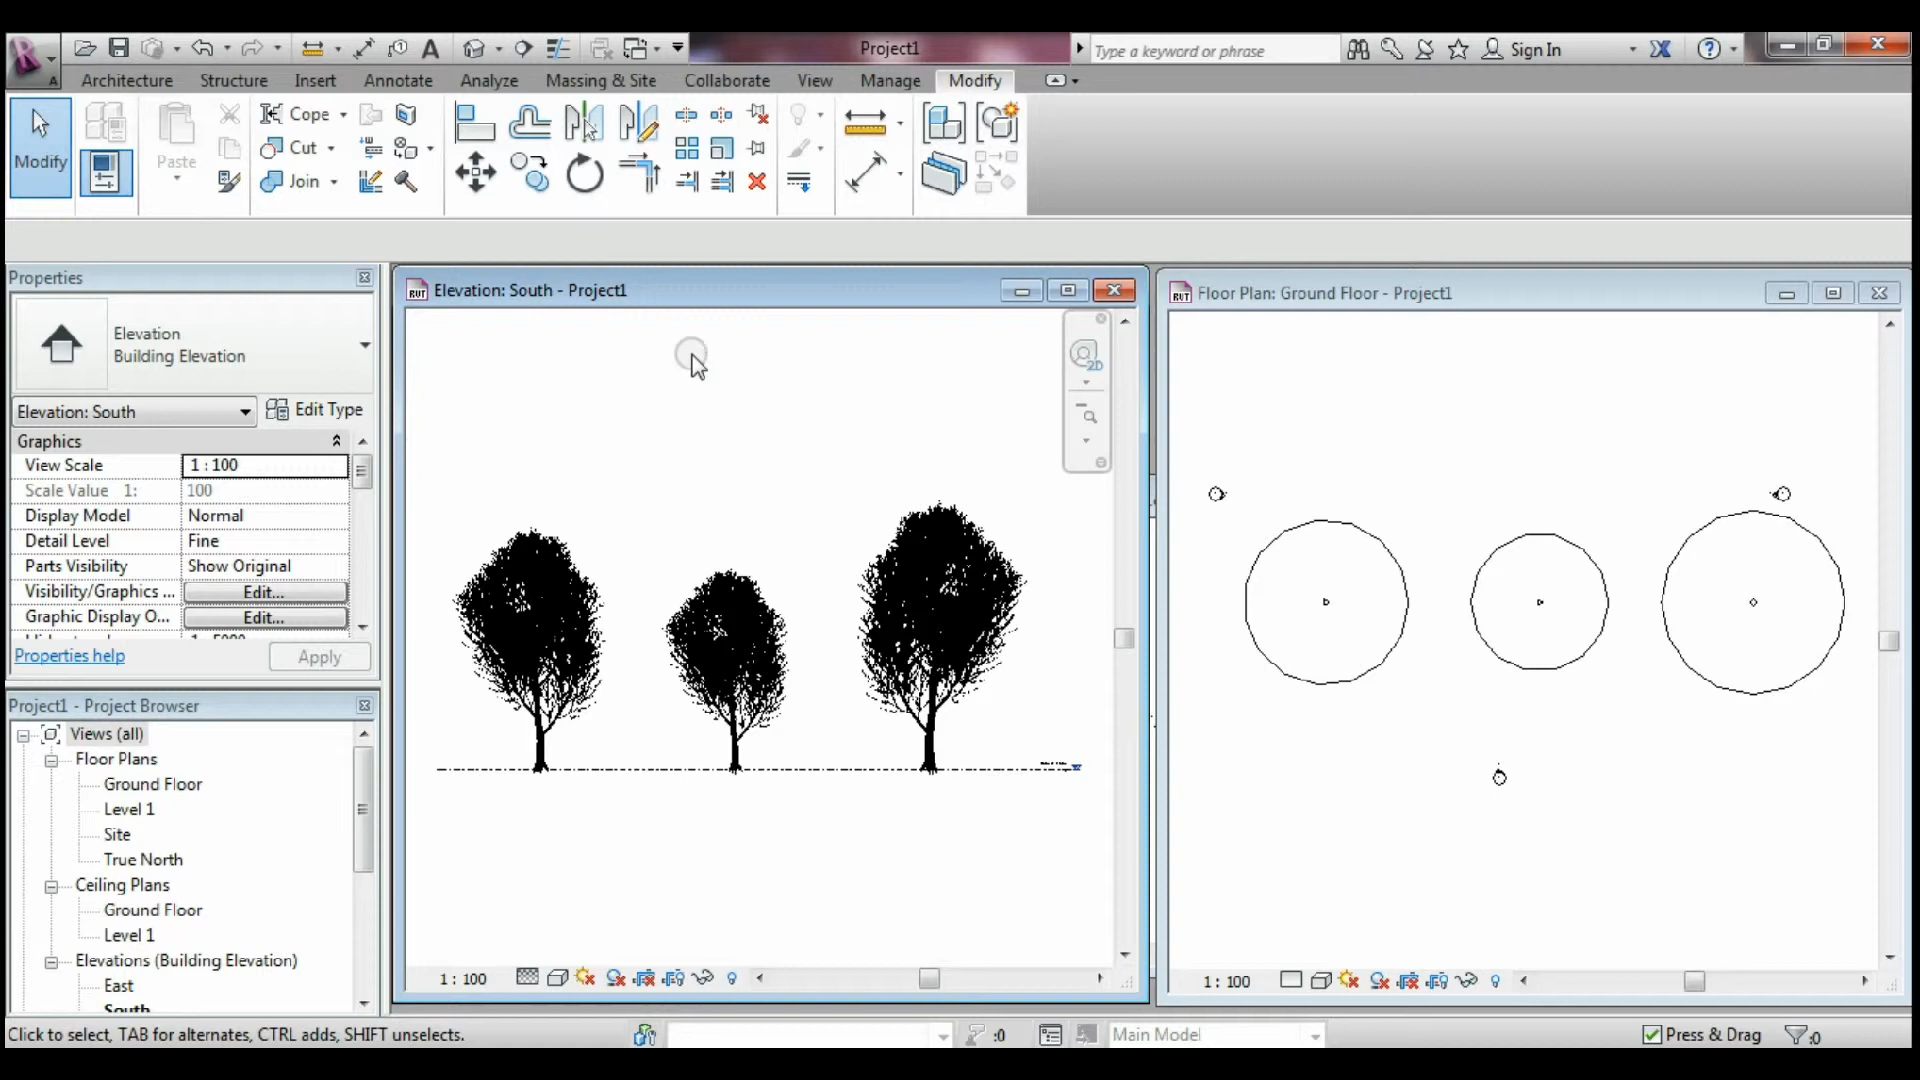 Project1
Type a keyword or phrase
Sign In
Architecture Structure Insert Annotate Analyze Massing & Site Collaborate View Manage Modify
Modify
Paste
Cope
Cut
Join
Properties
Elevation
Building Elevation
Elevation: South
Edit Type
Graphics
View Scale 1 : 100
Scale Value 1: 100
Display Model Normal
Detail Level Fine
Parts Visibility Show Original
Visibility/Graphics ... Edit...
Graphic Display O... Edit...
Properties help
Apply
Project1 - Project Browser
Views (all)
Floor Plans
Ground Floor
Level 1
Site
True North
Ceiling Plans
Ground Floor
Level 1
Elevations (Building Elevation)
East
South
RVT Elevation: South - Project1
2D
1 : 100
RVT Floor Plan: Ground Floor - Project1
1 : 100
Click to select, TAB for alternates, CTRL adds, SHIFT unselects.
:0
Main Model
Press & Drag
:0